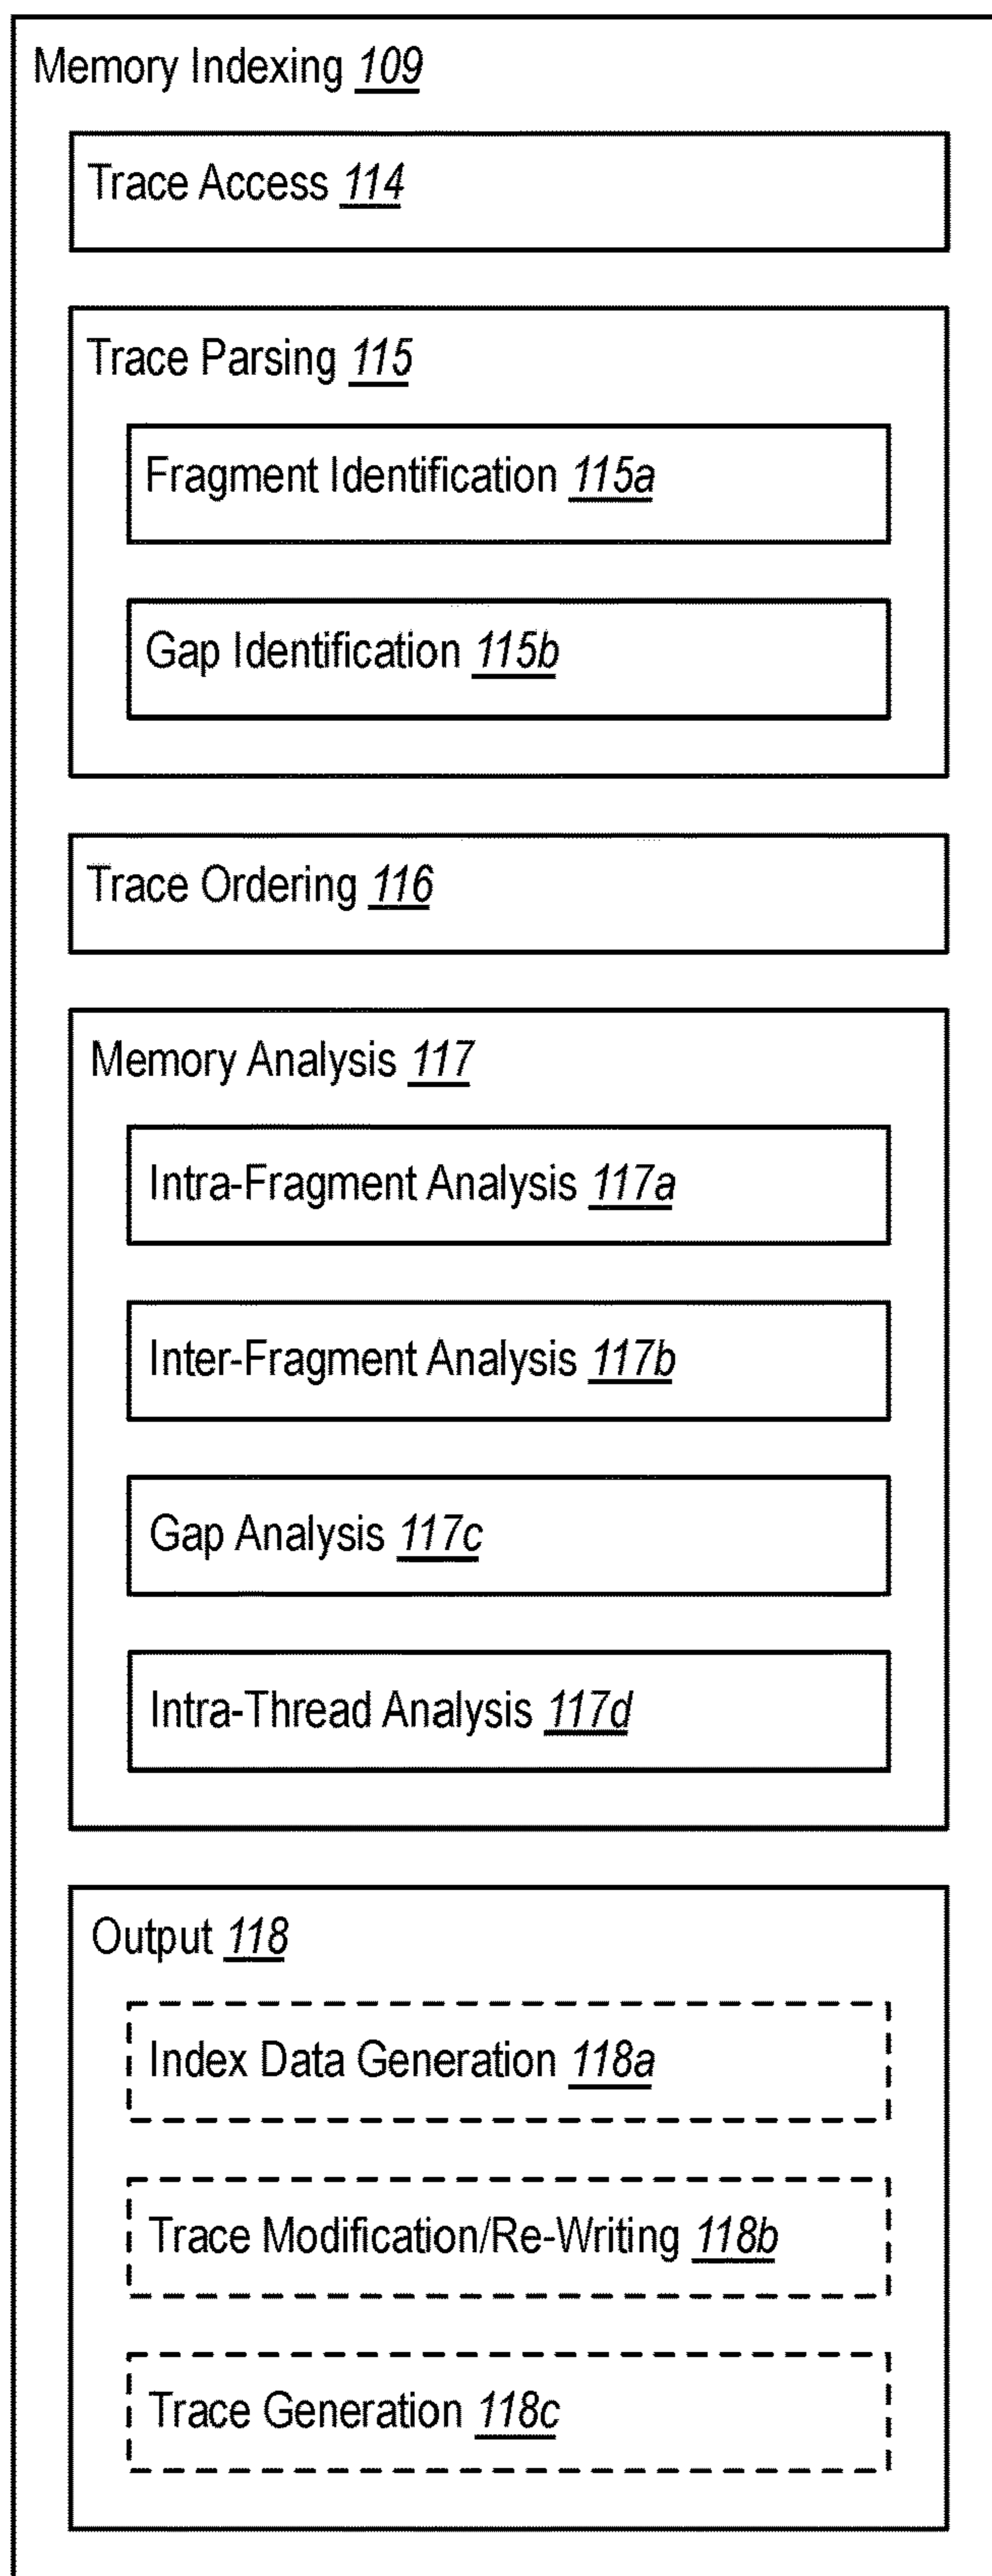 Memory Indexing 109
Trace Access 114
Trace Parsing 115
Fragment Identification 115a
Gap Identification 115b
Trace Ordering 116
Memory Analysis 117
Intra-Fragment Analysis 117a
Inter-Fragment Analysis 117b
Gap Analysis 117c
Intra-Thread Analysis 117d
Output 118
Index Data Generation 118a
Trace Modification/Re-Writing 118b
Trace Generation 118c